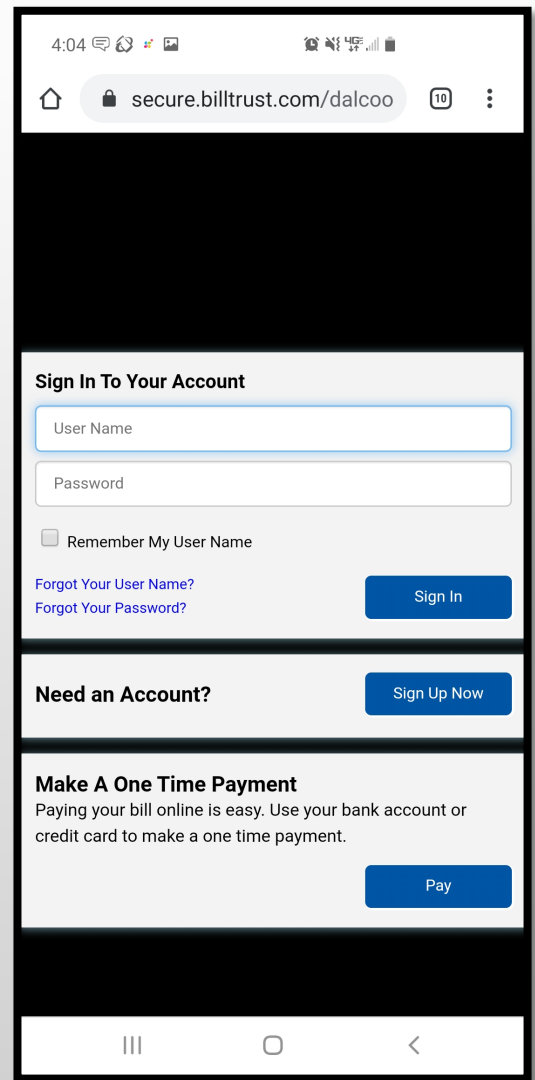 4:04
4G
secure.billtrust.com/dalcoo
10
Sign In To Your Account
User Name
Password
Remember My User Name
Forgot Your User Name?
Sign In
Forgot Your Password?
Need an Account?
Sign Up Now
Make A One Time Payment
Paying your bill online is easy. Use your bank account or
credit card to make a one time payment.
Pay